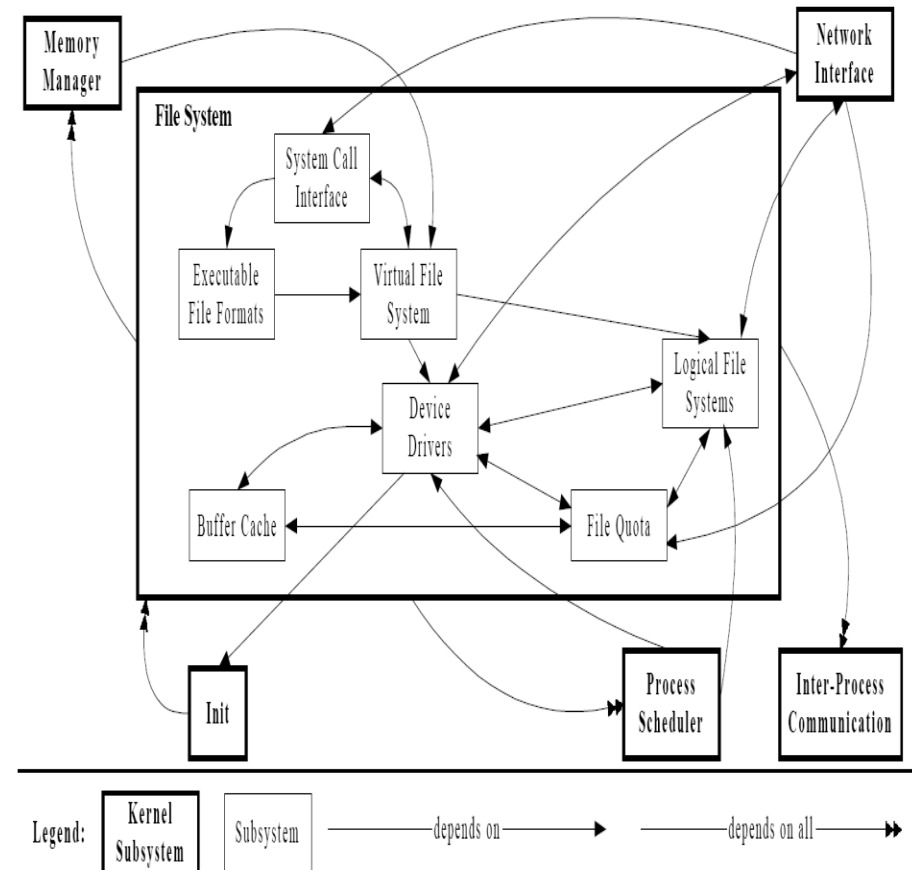 Memory
Manager
Network
Interface
File System
System Call
Interface
Executable
File Formats
Virtual File
System
Logical File
Systems
Device
Drivers
Buffer Cache
File Quota
Init
Process
Scheduler
Inter-Process
Communication
Legend:
Kernel
Subsystem
Subsystem
depends on
depends on all